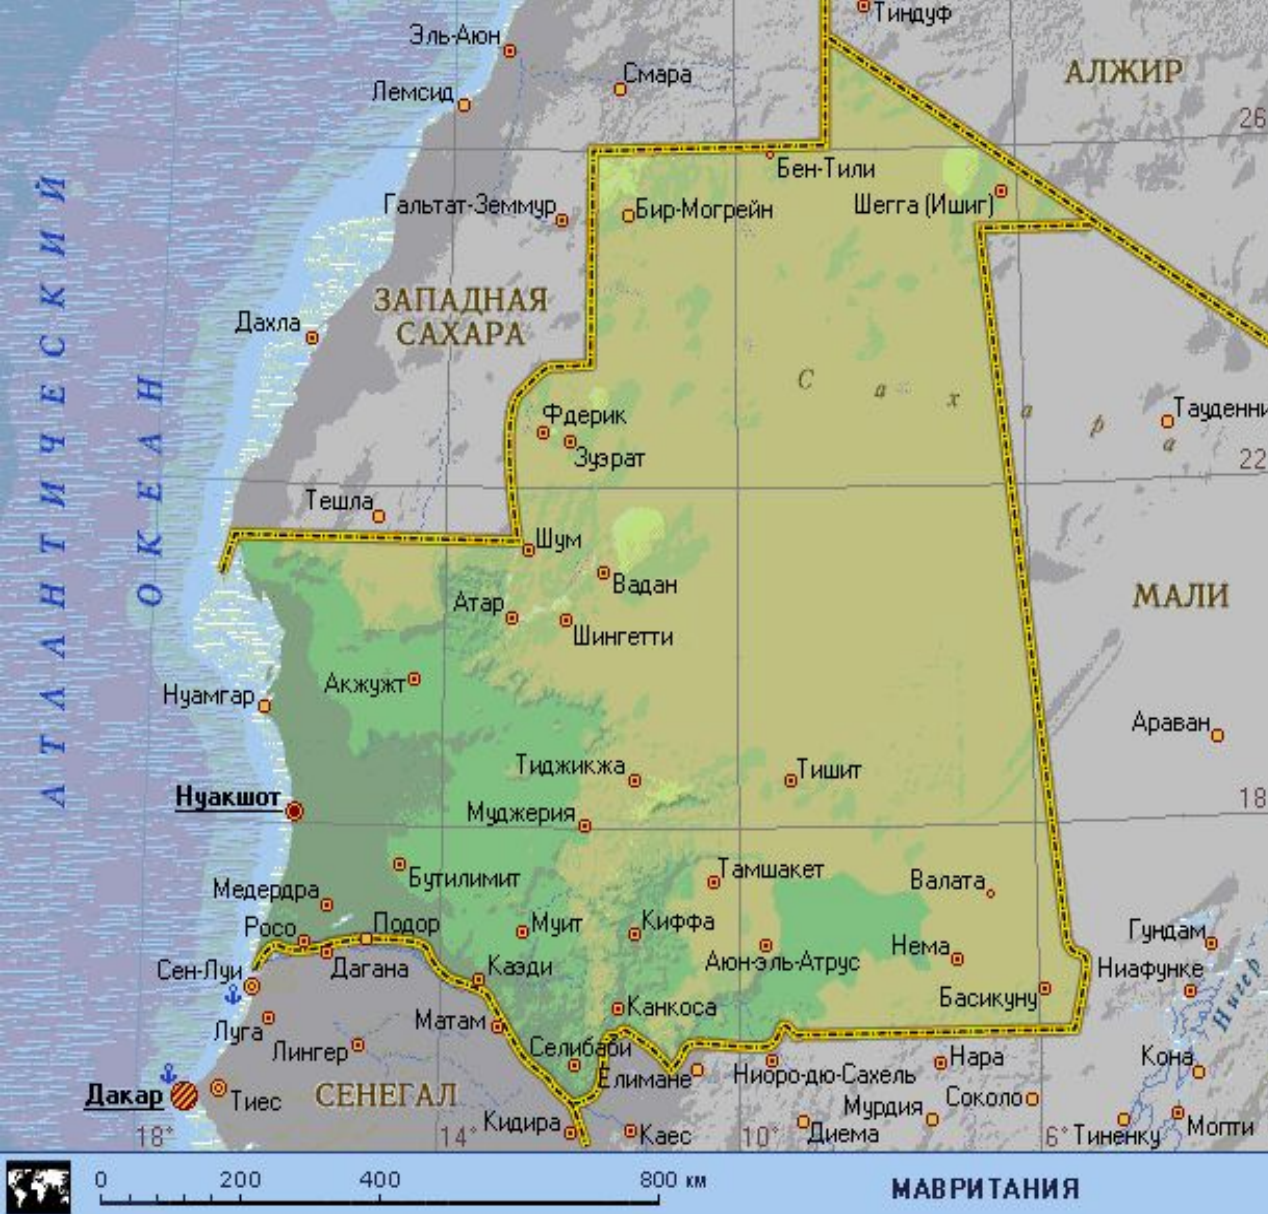 Тиндуф
Эль-Аюн
АЛЖИР
Смара
Лемсид
26
Бен-Тили
АТЛАНТИЧЕСКИЙ
ОКЕАН
Гальтат-Земмур
Бир-Могрейн
Шегга (Ишиг)
ЗАПАДНАЯ
САХАРА
Дахла
Сахара
Тауденни
Фдерик
Зуэрат
22
Тешла
Шум
Вадан
МАЛИ
Атар
Шингетти
Акжужт
Нуамгар
Араван
Тиджикжа
Тишит
Нуакшот
18
Муджерия
Бутилимит
Тамшакет
Валата
Медердра
Росо
Подор
Муит
Киффа
Гундам
Нема
Аюн-эль-Атрус
Сен-Луи
Дагана
Каэди
Ниафунке
Нигер
Басикуну
Луга
Матам
Канкоса
Лингер
Селибаби
Елимане
Ниоро-дю-Сахель
Нара
Кона
Дакар
Тиес
СЕНЕГАЛ
Соколо
Мурдия
Кидира
Каес
Диема
Тиненку
Мопти
18°
14°
10°
6°
0 200 400 800 км
МАВРИТАНИЯ